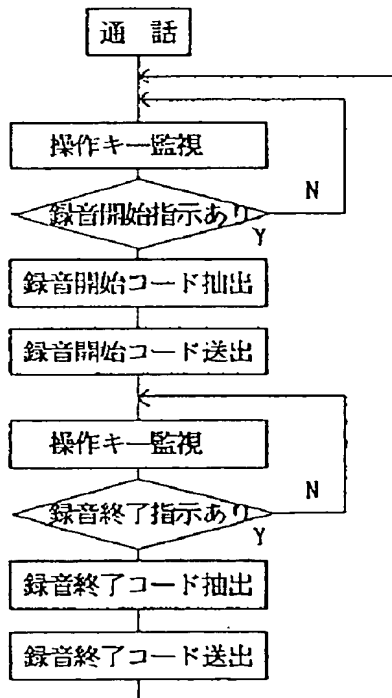 通 話
操作キー監視
録音開始指示あり
N
Y
録音開始コード抽出
録音開始コード送出
操作キー監視
録音終了指示あり
N
Y
録音終了コード抽出
録音終了コード送出